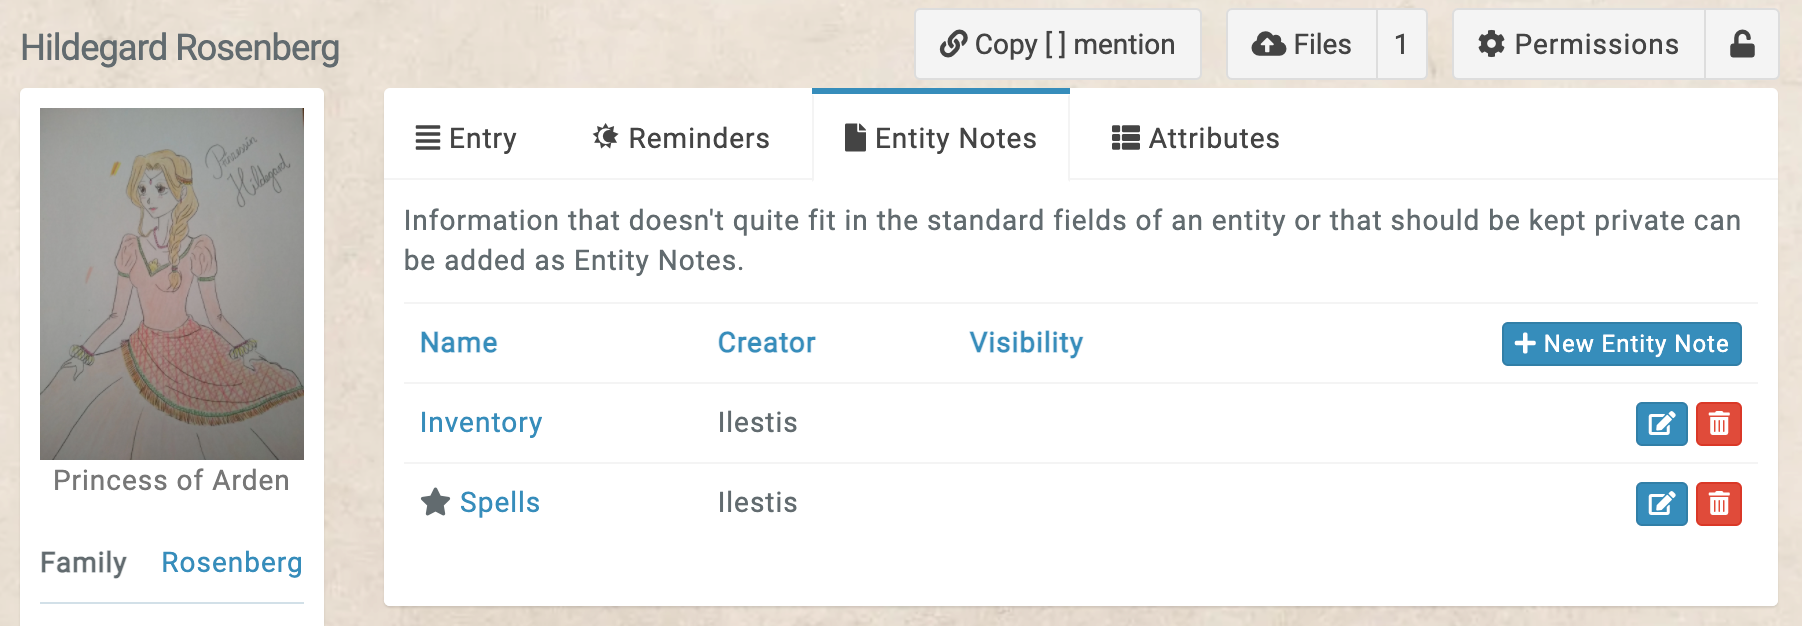 Hildegard Rosenberg
Copy [ ] mention
Files
1
Permissions
Hildegard
Princess of Arden
Family Rosenberg
Entry
Reminders
Entity Notes
Attributes
Information that doesn't quite fit in the standard fields of an entity or that should be kept private can
be added as Entity Notes.
Name Creator Visibility
New Entity Note
Inventory Ilestis
Spells Ilestis